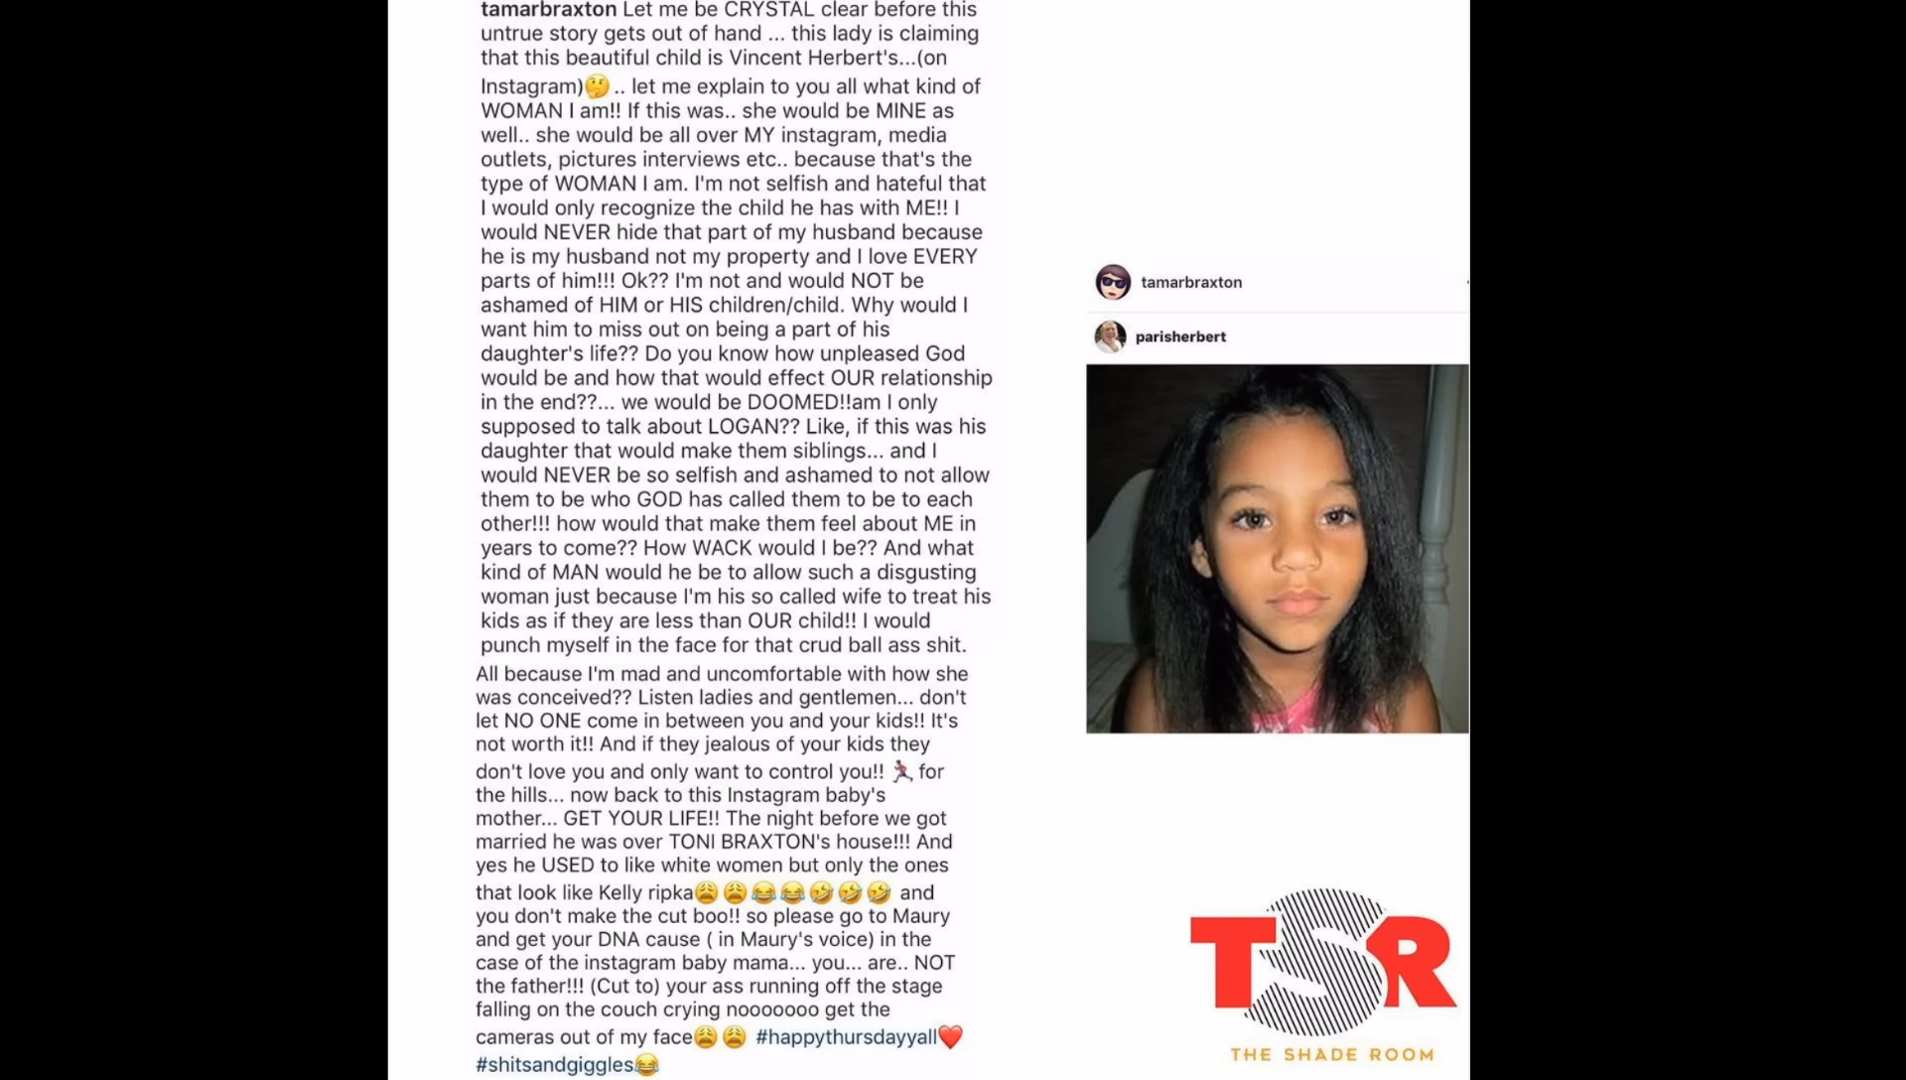 tamarbraxton Let me be CRYSTAL clear before this
untrue story gets out of hand ... this lady is claiming
that this beautiful child is Vincent Herbert's...(on
Instagram)🤔 .. let me explain to you all what kind of
WOMAN I am!! If this was.. she would be MINE as
well.. she would be all over MY instagram, media
outlets, pictures interviews etc.. because that's the
type of WOMAN I am. I'm not selfish and hateful that
I would only recognize the child he has with ME!! I
would NEVER hide that part of my husband because
he is my husband not my property and I love EVERY
parts of him!!! Ok?? I'm not and would NOT be
ashamed of HIM or HIS children/child. Why would I
want him to miss out on being a part of his
daughter's life?? Do you know how unpleased God
would be and how that would effect OUR relationship
in the end??... we would be DOOMED!!am I only
supposed to talk about LOGAN?? Like, if this was his
daughter that would make them siblings... and I
would NEVER be so selfish and ashamed to not allow
them to be who GOD has called them to be to each
other!!! how would that make them feel about ME in
years to come?? How WACK would I be?? And what
kind of MAN would he be to allow such a disgusting
woman just because I'm his so called wife to treat his
kids as if they are less than OUR child!! I would
punch myself in the face for that crud ball ass shit.
All because I'm mad and uncomfortable with how she
was conceived?? Listen ladies and gentlemen... don't
let NO ONE come in between you and your kids!! It's
not worth it!! And if they jealous of your kids they
don't love you and only want to control you!! 🏃🏽 for
the hills... now back to this Instagram baby's
mother... GET YOUR LIFE!! The night before we got
married he was over TONI BRAXTON's house!!! And
yes he USED to like white women but only the ones
that look like Kelly ripka😩😩😂😂🤣🤣🤣 and
you don't make the cut boo!! so please go to Maury
and get your DNA cause ( in Maury's voice) in the
case of the instagram baby mama... you... are.. NOT
the father!!! (Cut to) your ass running off the stage
falling on the couch crying nooooooo get the
cameras out of my face😩😩 #happythursdayyall❤️
#shitsandgiggles😂
tamarbraxton
parisherbert
TSR
THE SHADE ROOM